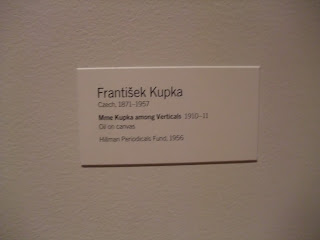 František Kupka
Czech, 1871–1957
Mme Kupka among Verticals 1910–11
Oil on canvas
Hillman Periodicals Fund, 1956